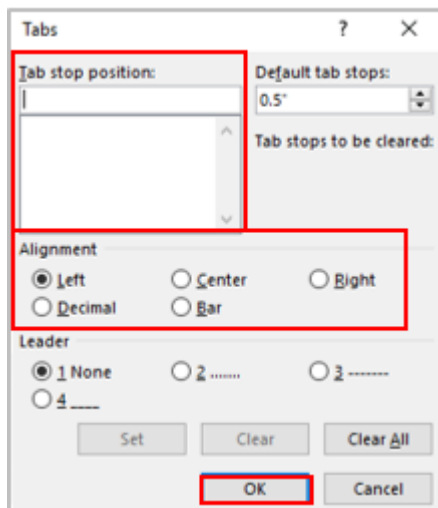 Tabs ? ×
Tab stop position: Default tab stops:
0.5"
Tab stops to be cleared:
Alignment
Left Center Right
Decimal Bar
Leader
1 None 2 ....... 3 -------
4 ____
Set Clear Clear All
OK Cancel